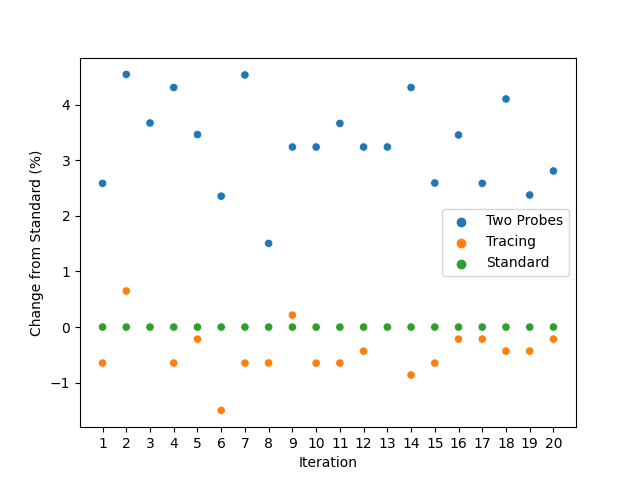 4
3
2
1
0
−1
Change from Standard (%)
Two Probes
Tracing
Standard
1 2 3 4 5 6 7 8 9 10 11 12 13 14 15 16 17 18 19 20
Iteration